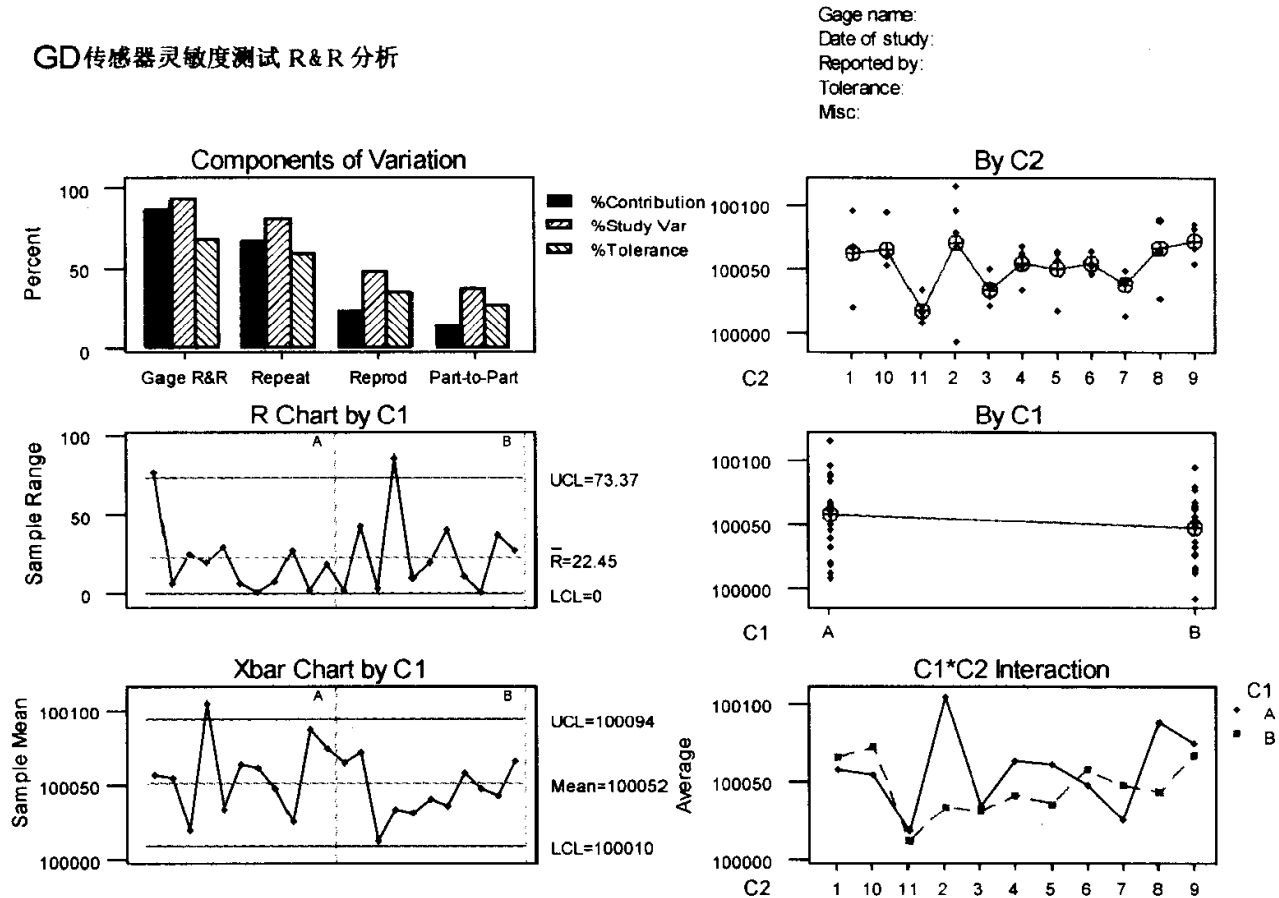 Gage name:
Date of study:
Reported by:
Tolerance:
Misc:
GD传感器灵敏度测试 R&R 分析
Components of Variation
Percent
100
50
0
Gage R&R Repeat Reprod Part-to-Part
%Contribution
%Study Var
%Tolerance
By C2
100100
100050
100000
C2 1 10 11 2 3 4 5 6 7 8 9
R Chart by C1
Sample Range
100
50
0
A B
UCL=73.37
R=22.45
LCL=0
By C1
100100
100050
100000
C1 A B
Xbar Chart by C1
Sample Mean
100100
100050
100000
A B
UCL=100094
Mean=100052
LCL=100010
C1*C2 Interaction
Average
100100
100050
100000
C2 1 10 11 2 3 4 5 6 7 8 9
C1
A
B